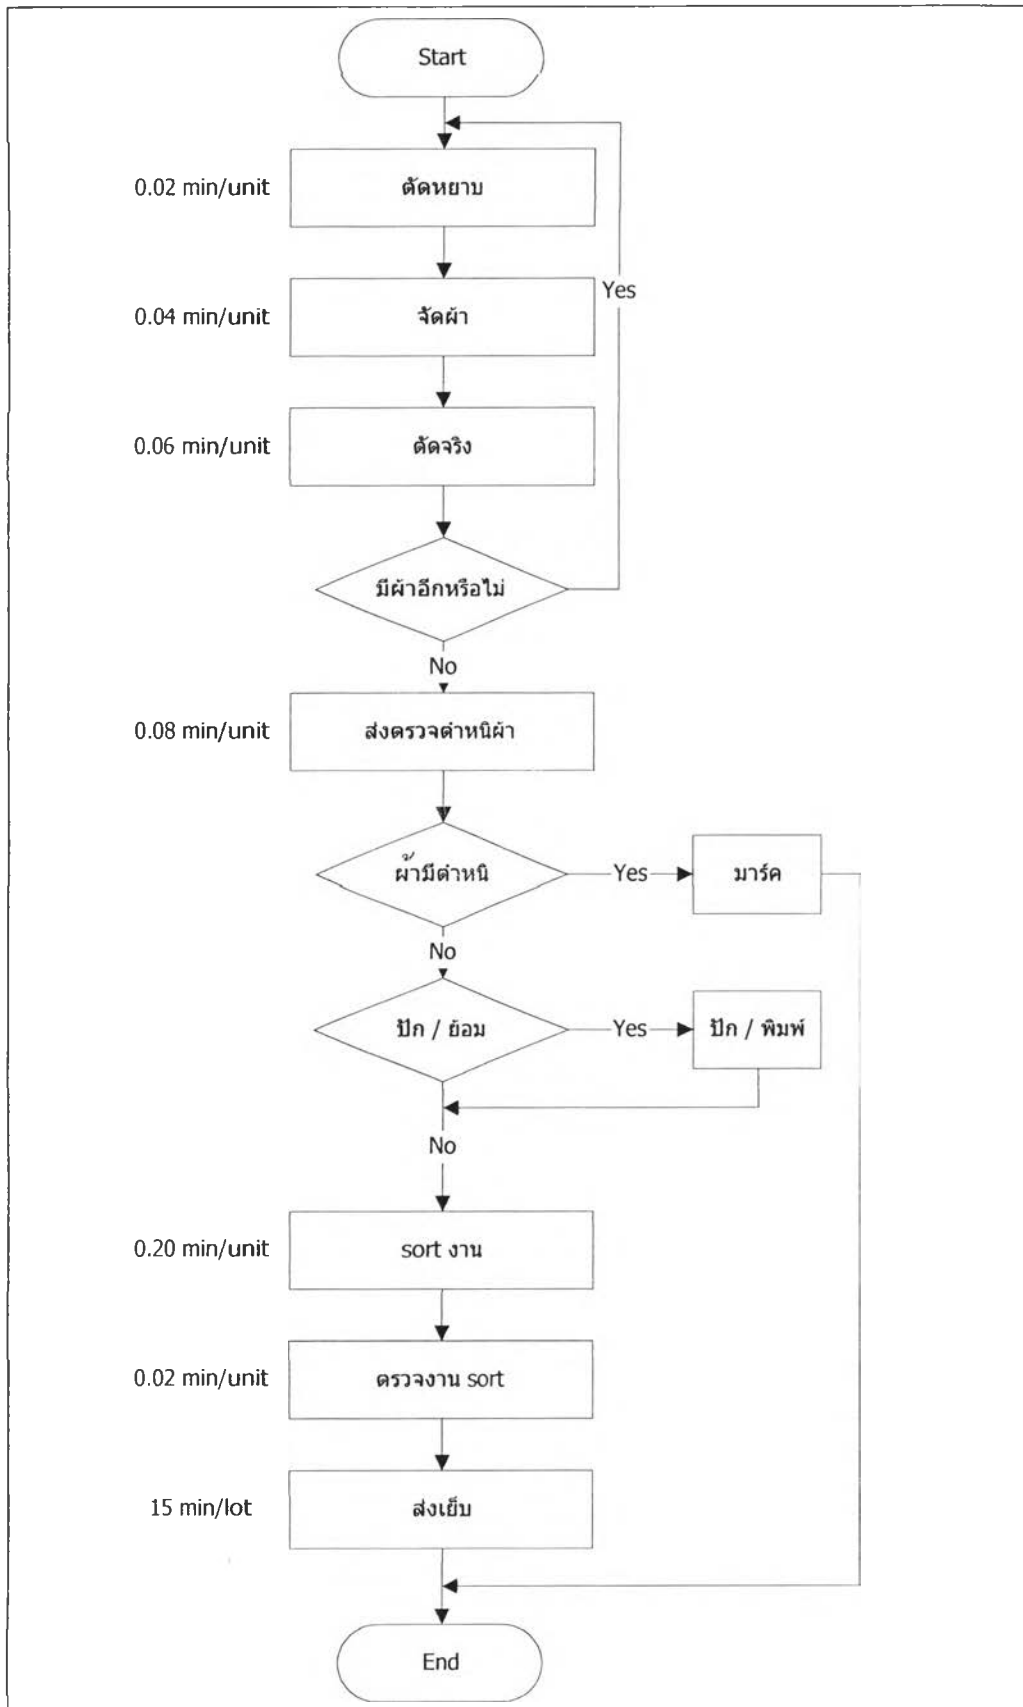 Start
0.02 min/unit
ตัดหยาบ
Yes
0.04 min/unit
จัดผ้า
0.06 min/unit
ตัดจริง
มีผ้าอีกหรือไม่
No
0.08 min/unit
ส่งตรวจตำหนิผ้า
ผ้ามีตำหนิ
Yes
มาร์ค
No
ปัก / ย้อม
Yes
ปัก / พิมพ์
No
0.20 min/unit
sort งาน
0.02 min/unit
ตรวจงาน sort
15 min/lot
ส่งเย็บ
End